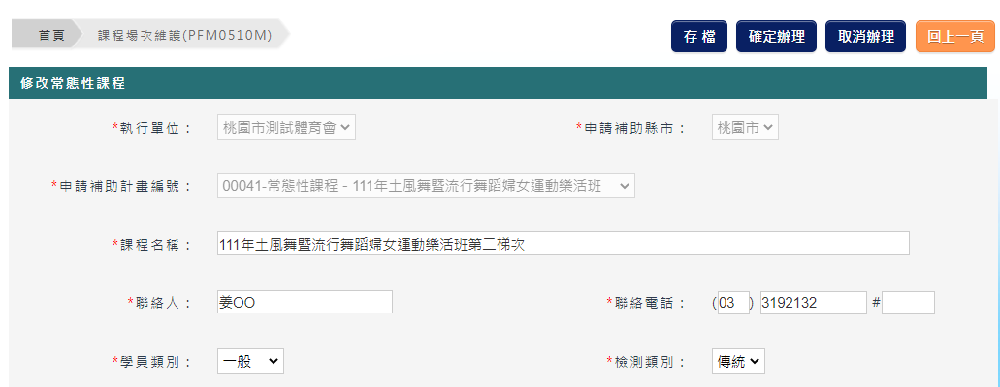 首頁 課程場次維護(PFM0510M) 存 檔 確定辦理 取消辦理 回上一頁
修改常態性課程
*執行單位： 桃園市測試體育會 *申請補助縣市： 桃園市
*申請補助計畫編號： 00041-常態性課程 - 111年土風舞暨流行舞蹈婦女運動樂活班
*課程名稱： 111年土風舞暨流行舞蹈婦女運動樂活班第二梯次
*聯絡人： 姜OO *聯絡電話： (03) 3192132 #
*學員類別： 一般 *檢測類別： 傳統